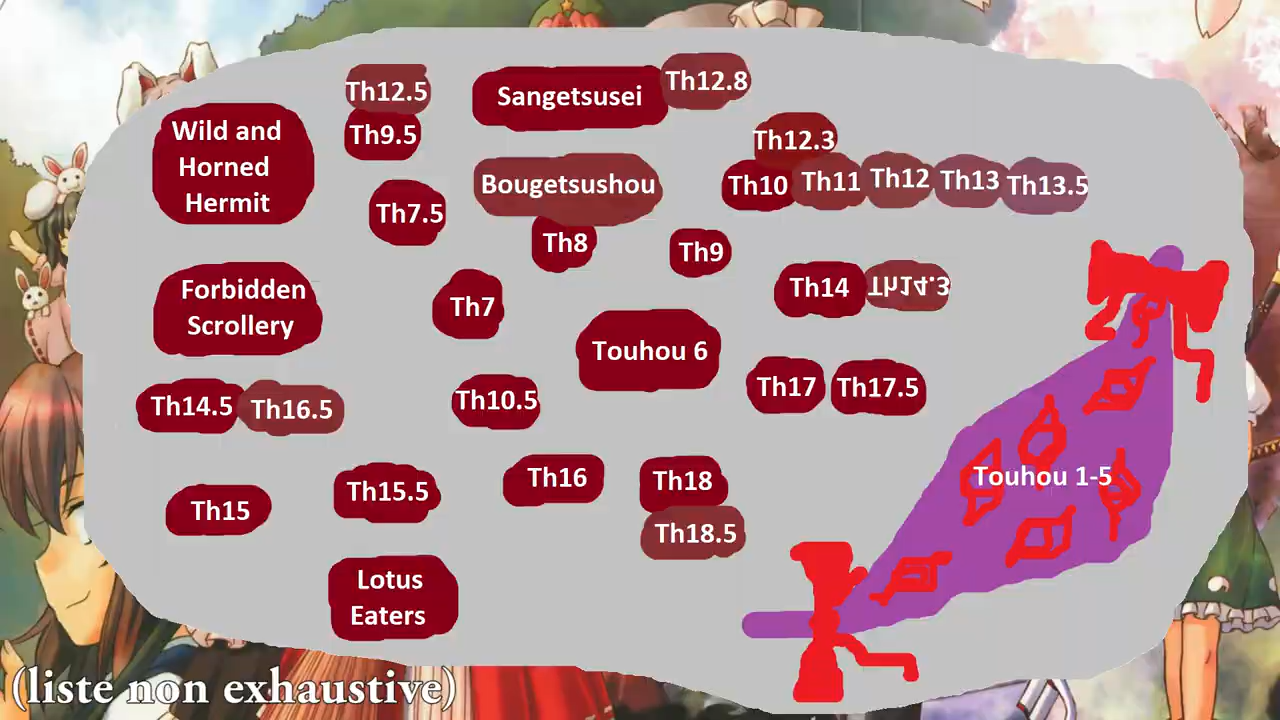 Th12.5
Sangetsusei
Th12.8
Wild and
Horned
Hermit
Th9.5
Th12.3
Bougetsushou
Th10
Th11
Th12
Th13
Th13.5
Th7.5
Th8
Th9
Forbidden
Scrollery
Th7
Th14
Th14.3
Touhou 6
Th14.5
Th16.5
Th10.5
Th17
Th17.5
Th15
Th15.5
Th16
Th18
Th18.5
Touhou 1-5
Lotus
Eaters
(liste non exhaustive)